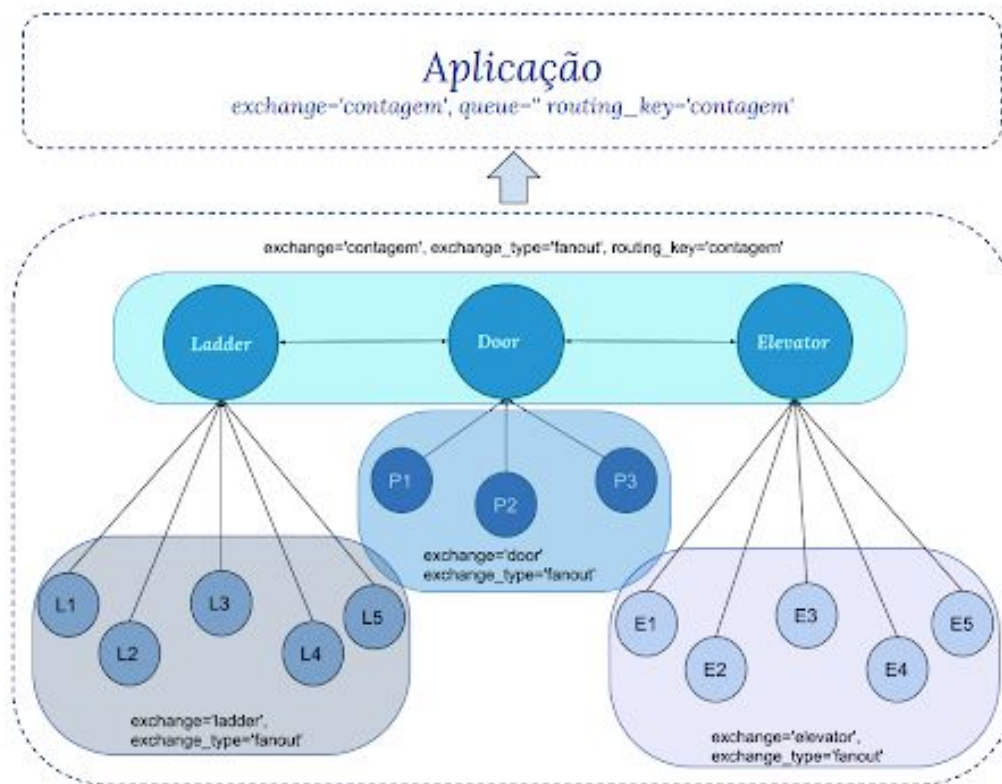 Aplicação
exchange='contagem', queue='' routing_key='contagem'
exchange='contagem', exchange_type='fanout', routing_key='contagem'
Ladder
Door
Elevator
P1
P2
P3
exchange='door'
exchange_type='fanout'
L1
L2
L3
L4
L5
exchange='ladder',
exchange_type='fanout'
E1
E2
E3
E4
E5
exchange='elevator',
exchange_type='fanout'